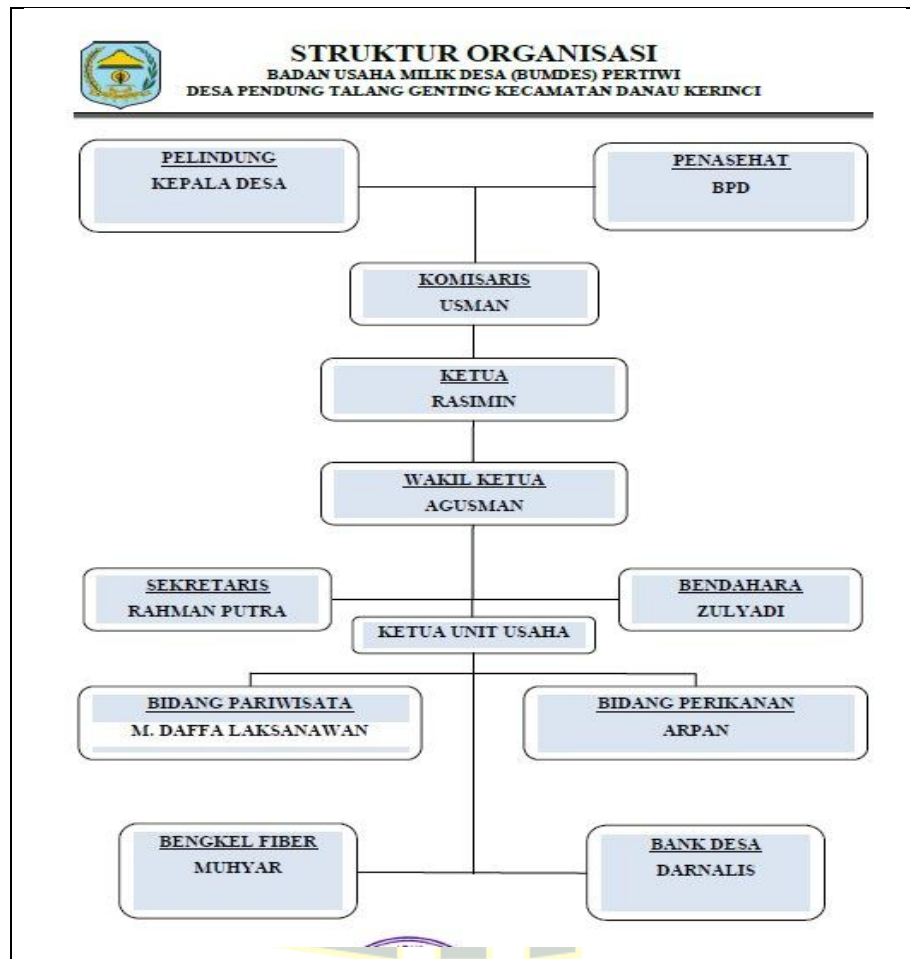 STRUKTUR ORGANISASI
BADAN USAHA MILIK DESA (BUMDES) PERTIWI
DESA PENDUNG TALANG GENTING KECAMATAN DANAU KERINCI
PELINDUNG
KEPALA DESA
PENASEHAT
BPD
KOMISARIS
USMAN
KETUA
RASIMIN
WAKIL KETUA
AGUSMAN
SEKRETARIS
RAHMAN PUTRA
BENDAHARA
ZULYADI
KETUA UNIT USAHA
BIDANG PARIWISATA
M. DAFFA LAKSANAWAN
BIDANG PERIKANAN
ARPAN
BENGKEL FIBER
MUHYAR
BANK DESA
DARNALIS